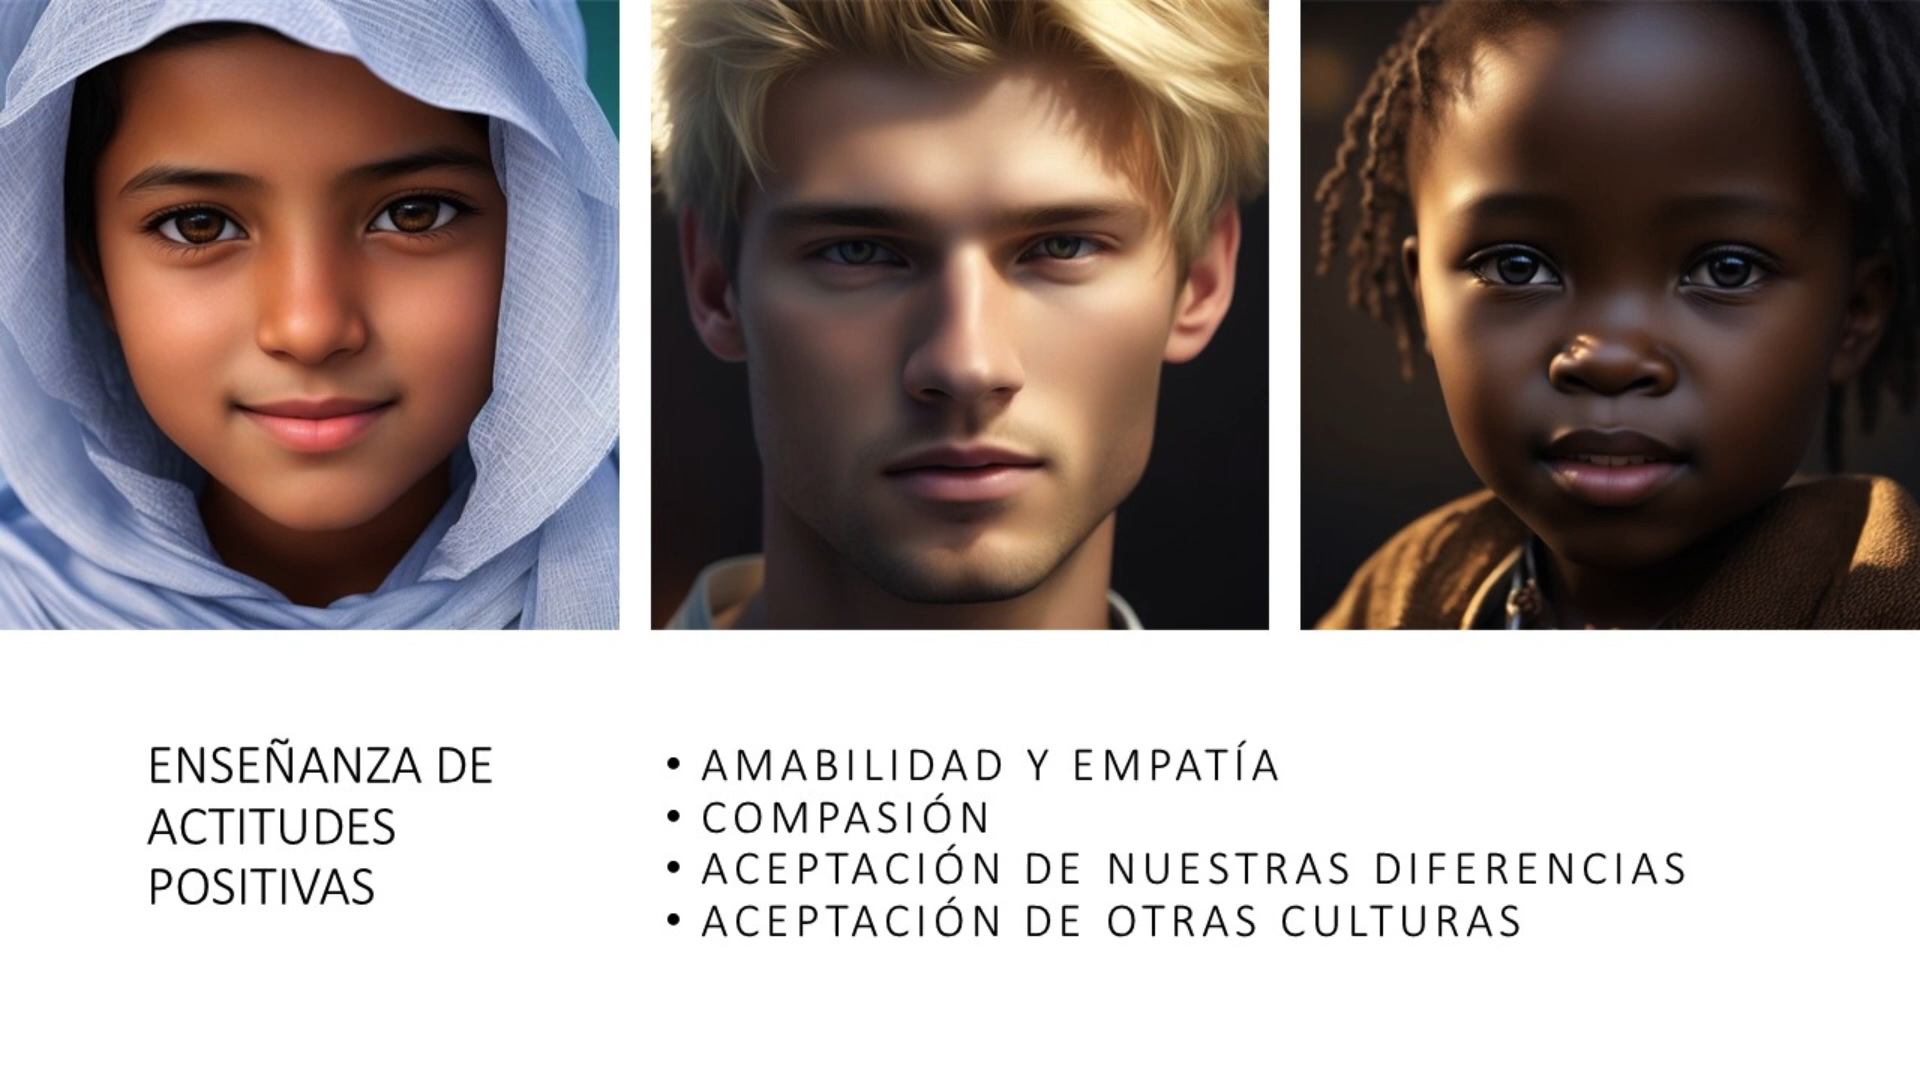 ENSEÑANZA DE
ACTITUDES
POSITIVAS
• AMABILIDAD Y EMPATÍA
• COMPASIÓN
• ACEPTACIÓN DE NUESTRAS DIFERENCIAS
• ACEPTACIÓN DE OTRAS CULTURAS